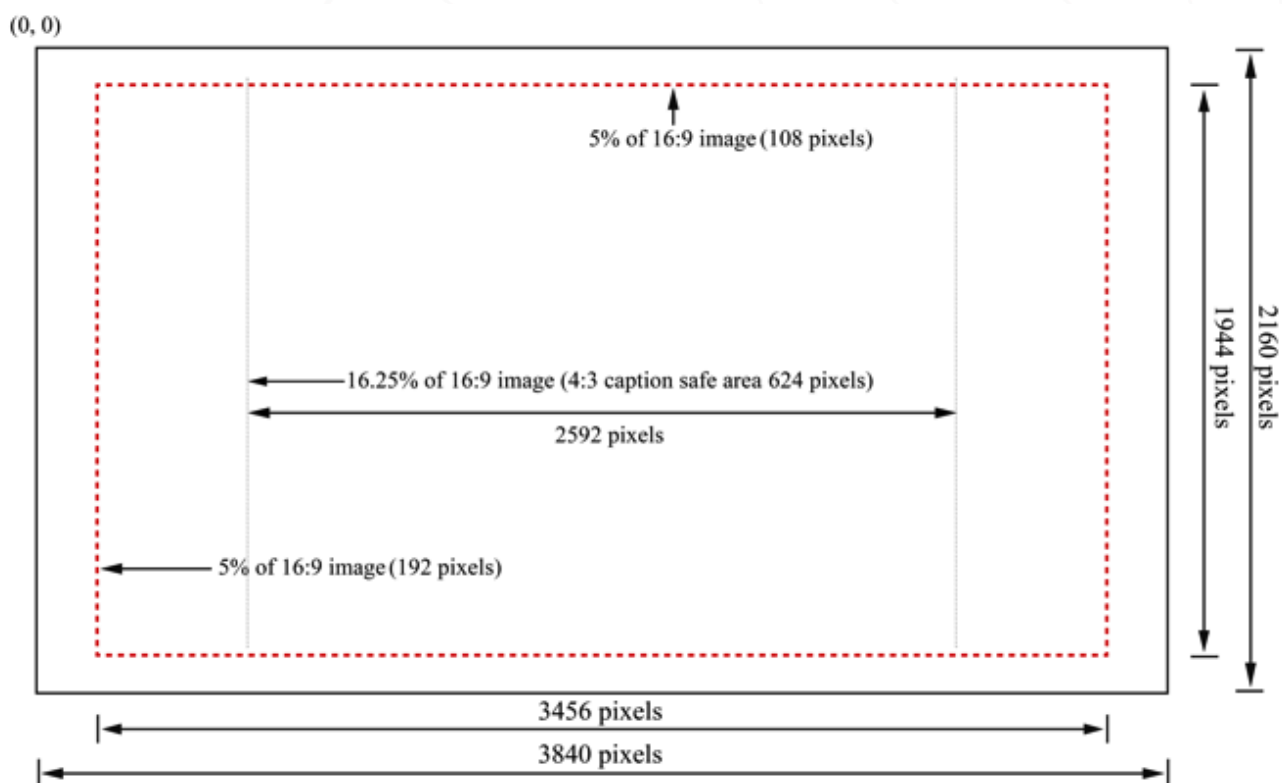 (0, 0)
5% of 16:9 image (108 pixels)
1944 pixels
2160 pixels
16.25% of 16:9 image (4:3 caption safe area 624 pixels)
2592 pixels
5% of 16:9 image (192 pixels)
3456 pixels
3840 pixels